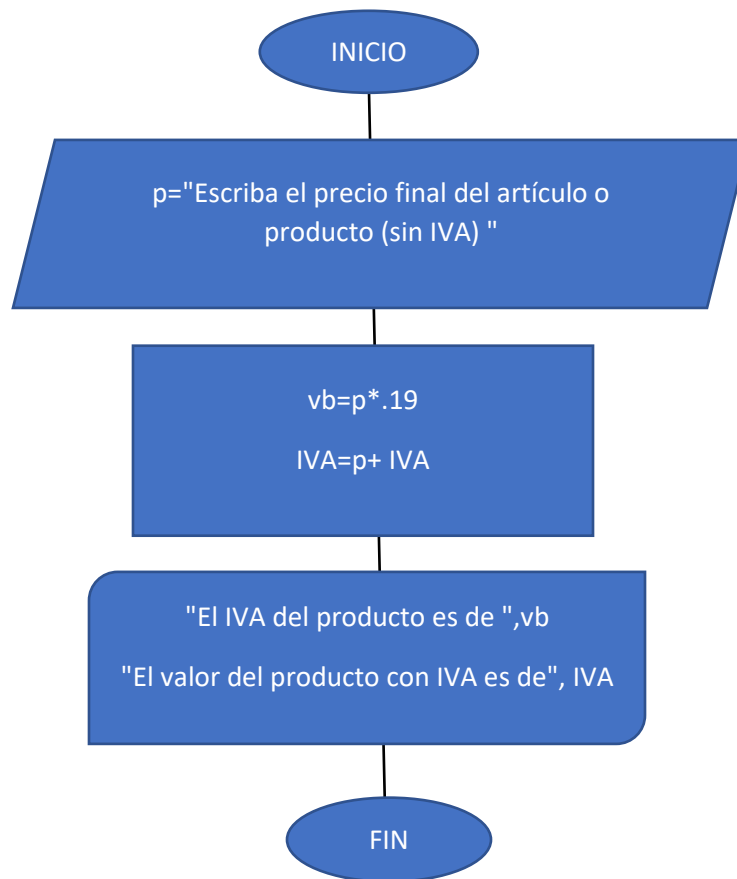 INICIO
p="Escriba el precio final del artículo o
producto (sin IVA) "
vb=p*.19
IVA=p+ IVA
"El IVA del producto es de ",vb
"El valor del producto con IVA es de", IVA
FIN